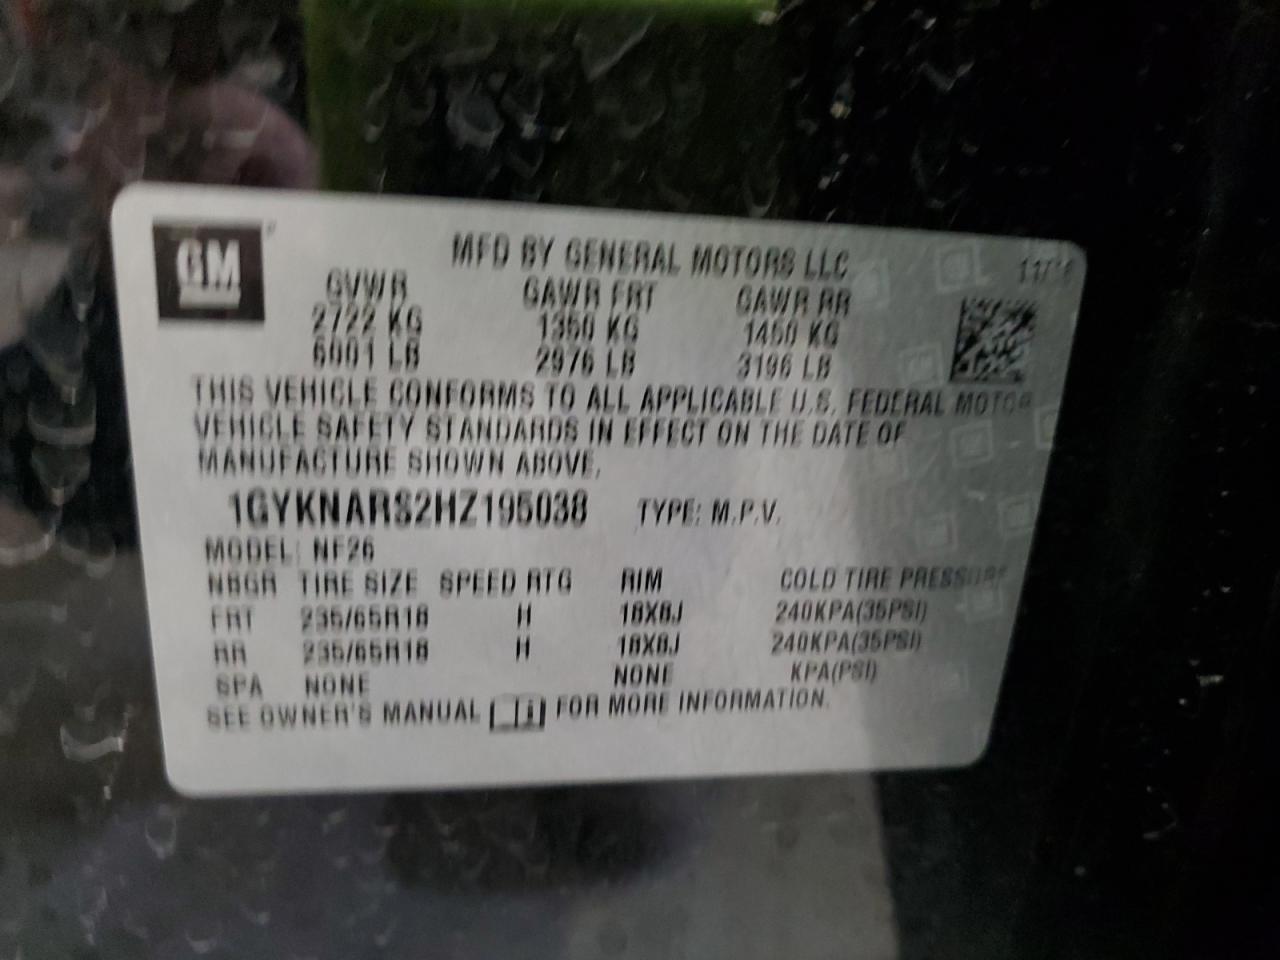 GM
MFD BY GENERAL MOTORS LLC
GVWR GAWR FRT GAWR RR
2722 KG 1350 KG 1450 KG
6001 LB 2976 LB 3196 LB
THIS VEHICLE CONFORMS TO ALL APPLICABLE U.S. FEDERAL MOTOR
VEHICLE SAFETY STANDARDS IN EFFECT ON THE DATE OF
MANUFACTURE SHOWN ABOVE.
1GYKNARS2HZ195038 TYPE: M.P.V.
MODEL: NF26
TIRE SIZE SPEED RTG RIM COLD TIRE PRESSURE
FRT 235/65R18 H 18X8J 240KPA(35PSI)
RR 235/65R18 H 18X8J 240KPA(35PSI)
SPA NONE NONE KPA(PSI)
SEE OWNER'S MANUAL FOR MORE INFORMATION.